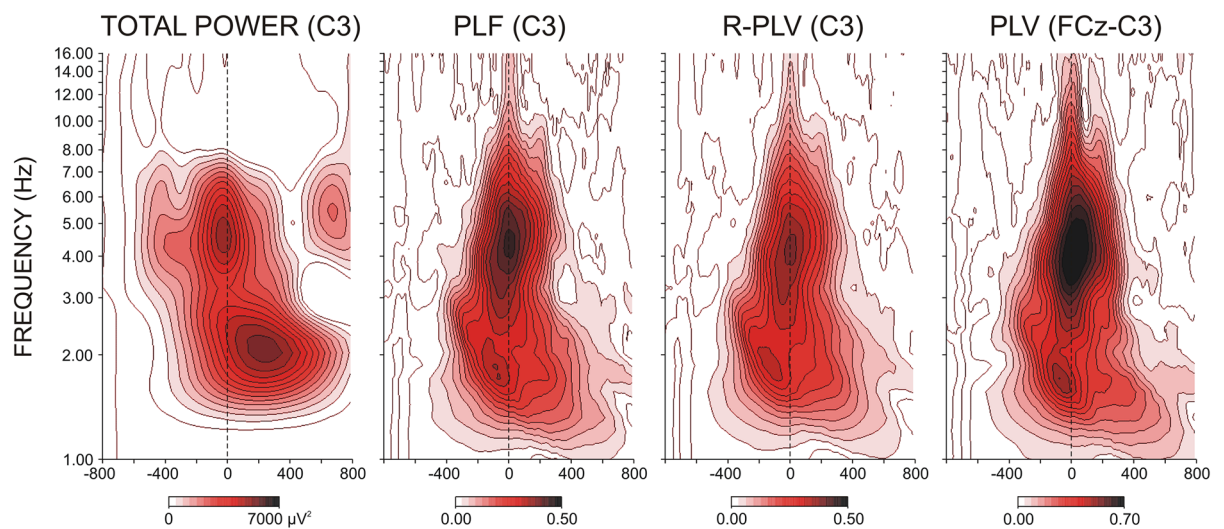 TOTAL POWER (C3) PLF (C3) R-PLV (C3) PLV (FCz-C3)
FREQUENCY (Hz)
16.00
14.00
12.00
10.00
8.00
6.00
5.00
4.00
3.00
2.00
1.00
-800 -400 0 400 800 -400 0 400 800 -400 0 400 800 -400 0 400 800
0 7000 µV² 0.00 0.50 0.00 0.50 0.00 0.70